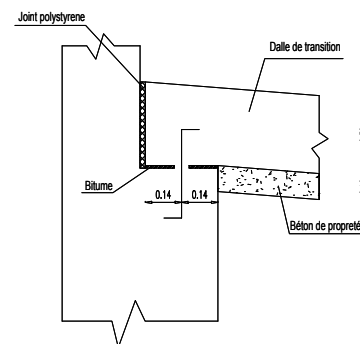 Joint polystyrene
Dalle de transition
Bitume
0.14
0.14
Béton de propreté